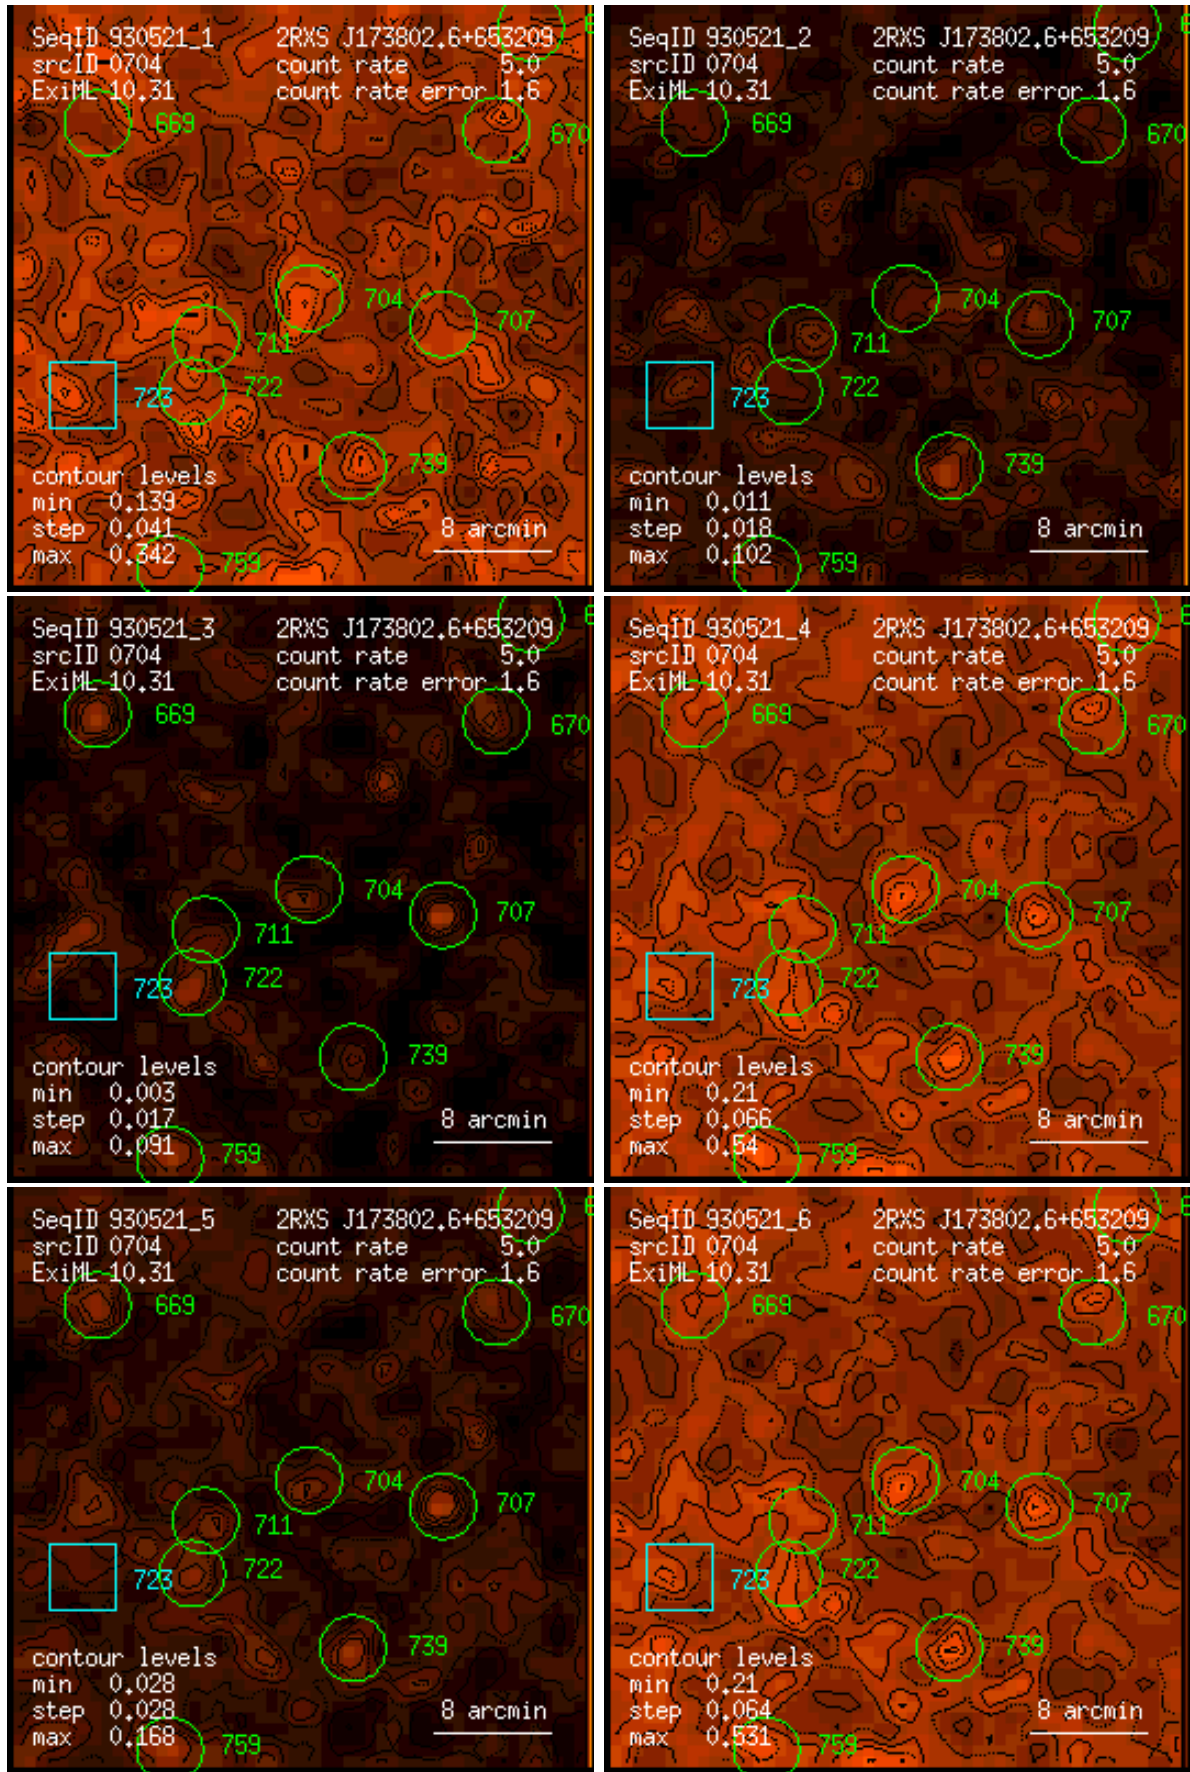 SeqID 930521_1 2RXS J173802.6+653209
srcID 0704 count rate 5.0
ExiML 10.31 count rate error 1.6
669
670
704
707
711
722
723
739
contour levels
min 0.139
step 0.041 8 arcmin
max 0.342
759
SeqID 930521_2 2RXS J173802.6+653209
srcID 0704 count rate 5.0
ExiML 10.31 count rate error 1.6
669
670
704
707
711
722
723
739
contour levels
min 0.011
step 0.018 8 arcmin
max 0.102
759
SeqID 930521_3 2RXS J173802.6+653209
srcID 0704 count rate 5.0
ExiML 10.31 count rate error 1.6
669
670
704
707
711
722
723
739
contour levels
min 0.003
step 0.017 8 arcmin
max 0.091
759
SeqID 930521_4 2RXS J173802.6+653209
srcID 0704 count rate 5.0
ExiML 10.31 count rate error 1.6
669
670
704
707
711
722
723
739
contour levels
min 0.21
step 0.066 8 arcmin
max 0.54
759
SeqID 930521_5 2RXS J173802.6+653209
srcID 0704 count rate 5.0
ExiML 10.31 count rate error 1.6
669
670
704
707
711
722
723
739
contour levels
min 0.028
step 0.028 8 arcmin
max 0.168
759
SeqID 930521_6 2RXS J173802.6+653209
srcID 0704 count rate 5.0
ExiML 10.31 count rate error 1.6
669
670
704
707
711
722
723
739
contour levels
min 0.21
step 0.064 8 arcmin
max 0.531
759